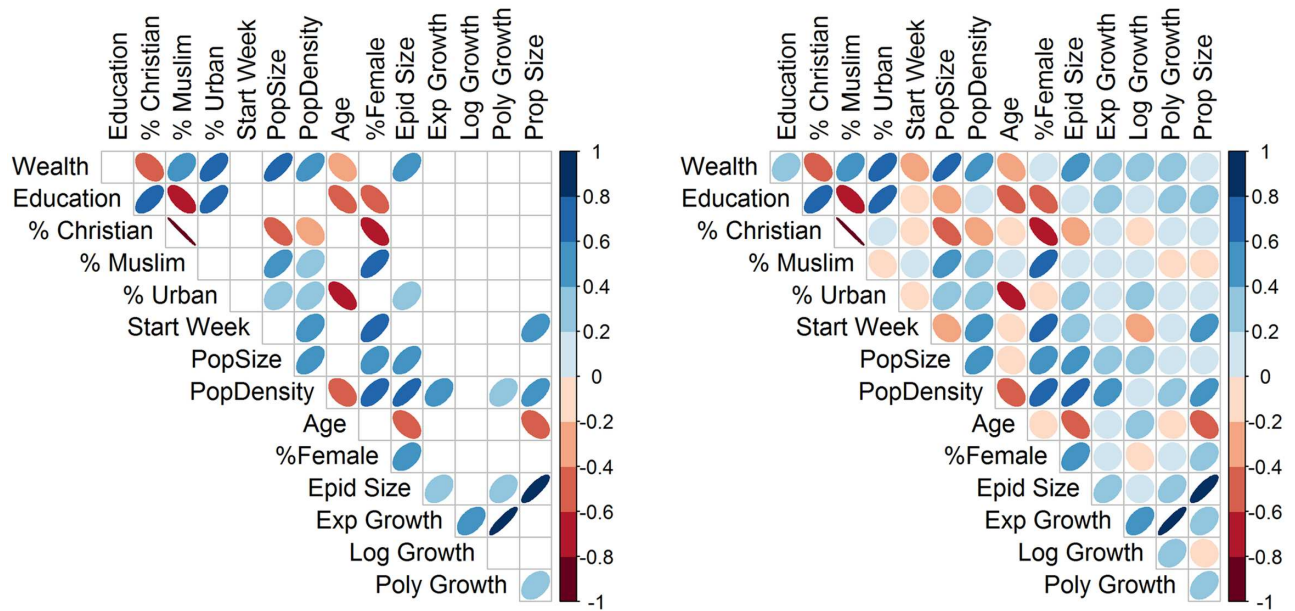 Education
% Christian
% Muslim
% Urban
Start Week
PopSize
PopDensity
Age
%Female
Epid Size
Exp Growth
Log Growth
Poly Growth
Prop Size
Wealth
Education
% Christian
% Muslim
% Urban
Start Week
PopSize
PopDensity
Age
%Female
Epid Size
Exp Growth
Log Growth
Poly Growth
1
0.8
0.6
0.4
0.2
0
-0.2
-0.4
-0.6
-0.8
-1
Education
% Christian
% Muslim
% Urban
Start Week
PopSize
PopDensity
Age
%Female
Epid Size
Exp Growth
Log Growth
Poly Growth
Prop Size
Wealth
Education
% Christian
% Muslim
% Urban
Start Week
PopSize
PopDensity
Age
%Female
Epid Size
Exp Growth
Log Growth
Poly Growth
1
0.8
0.6
0.4
0.2
0
-0.2
-0.4
-0.6
-0.8
-1